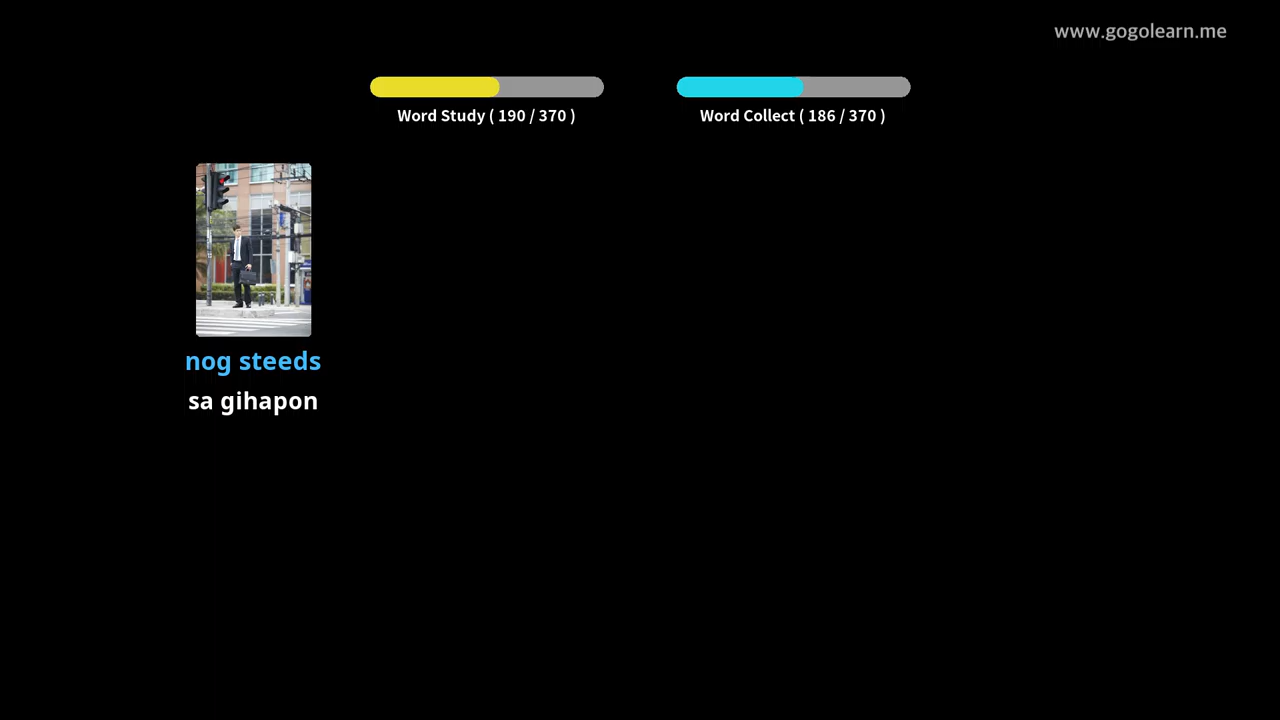 www.gogolearn.me
Word Study ( 190 / 370 )
Word Collect ( 186 / 370 )
nog steeds
sa gihapon